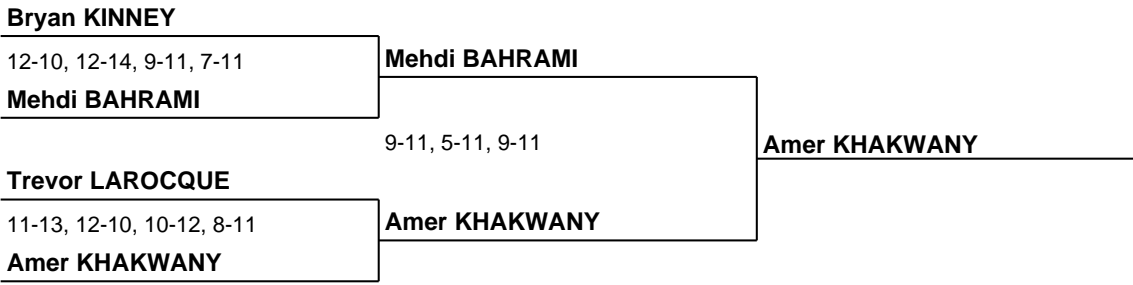 Bryan KINNEY
12-10, 12-14, 9-11, 7-11
Mehdi BAHRAMI
Mehdi BAHRAMI
9-11, 5-11, 9-11
Amer KHAKWANY
Trevor LAROCQUE
11-13, 12-10, 10-12, 8-11
Amer KHAKWANY
Amer KHAKWANY